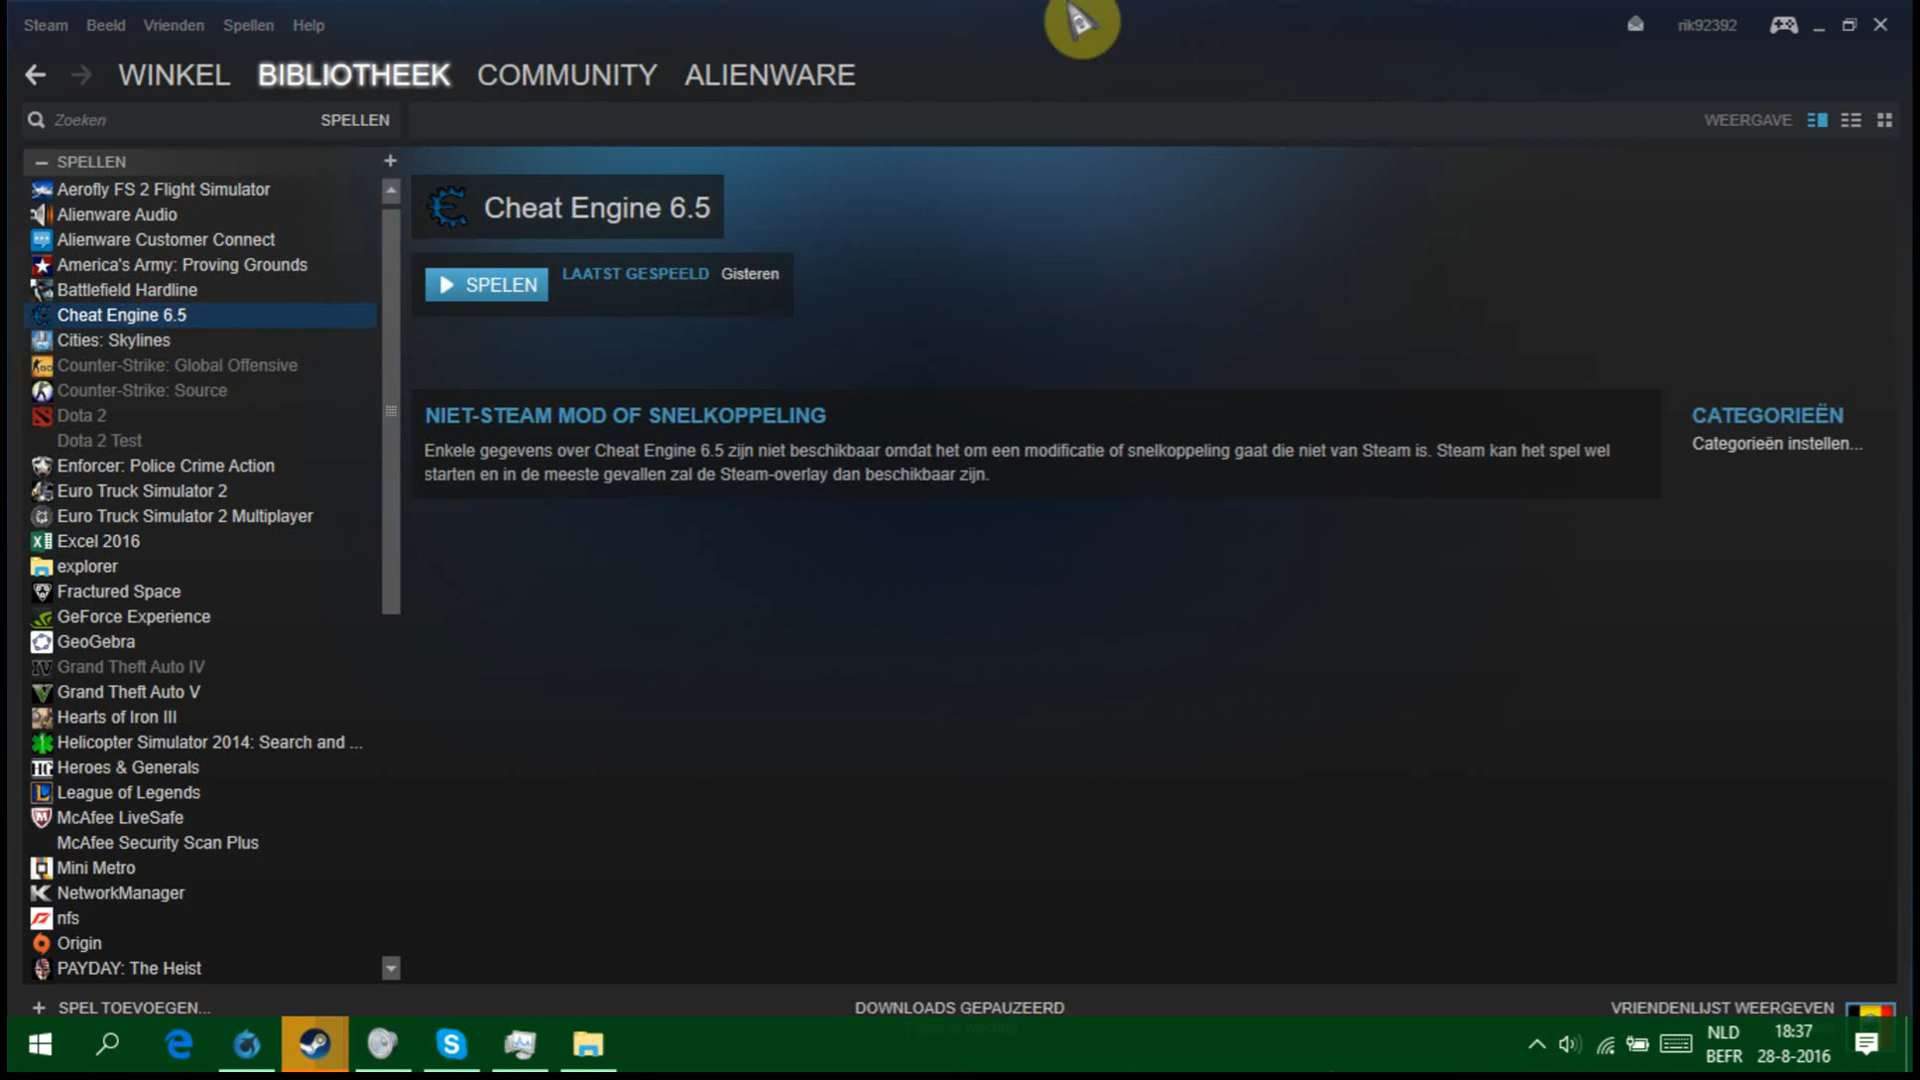 Steam Beeld Vrienden Spellen Help
rik92392
WINKEL BIBLIOTHEEK COMMUNITY ALIENWARE
Zoeken SPELLEN
WEERGAVE
SPELLEN
Aerofly FS 2 Flight Simulator
Alienware Audio
Alienware Customer Connect
America's Army: Proving Grounds
Battlefield Hardline
Cheat Engine 6.5
Cities: Skylines
Counter-Strike: Global Offensive
Counter-Strike: Source
Dota 2
Dota 2 Test
Enforcer: Police Crime Action
Euro Truck Simulator 2
Euro Truck Simulator 2 Multiplayer
Excel 2016
explorer
Fractured Space
GeForce Experience
GeoGebra
Grand Theft Auto IV
Grand Theft Auto V
Hearts of Iron III
Helicopter Simulator 2014: Search and ...
Heroes & Generals
League of Legends
McAfee LiveSafe
McAfee Security Scan Plus
Mini Metro
NetworkManager
nfs
Origin
PAYDAY: The Heist
Cheat Engine 6.5
SPELEN
LAATST GESPEELD Gisteren
NIET-STEAM MOD OF SNELKOPPELING
Enkele gegevens over Cheat Engine 6.5 zijn niet beschikbaar omdat het om een modificatie of snelkoppeling gaat die niet van Steam is. Steam kan het spel wel
starten en in de meeste gevallen zal de Steam-overlay dan beschikbaar zijn.
CATEGORIEËN
Categorieën instellen...
+ SPEL TOEVOEGEN...
DOWNLOADS GEPAUZEERD
VRIENDENLIJST WEERGEVEN
NLD
BEFR
18:37
28-8-2016